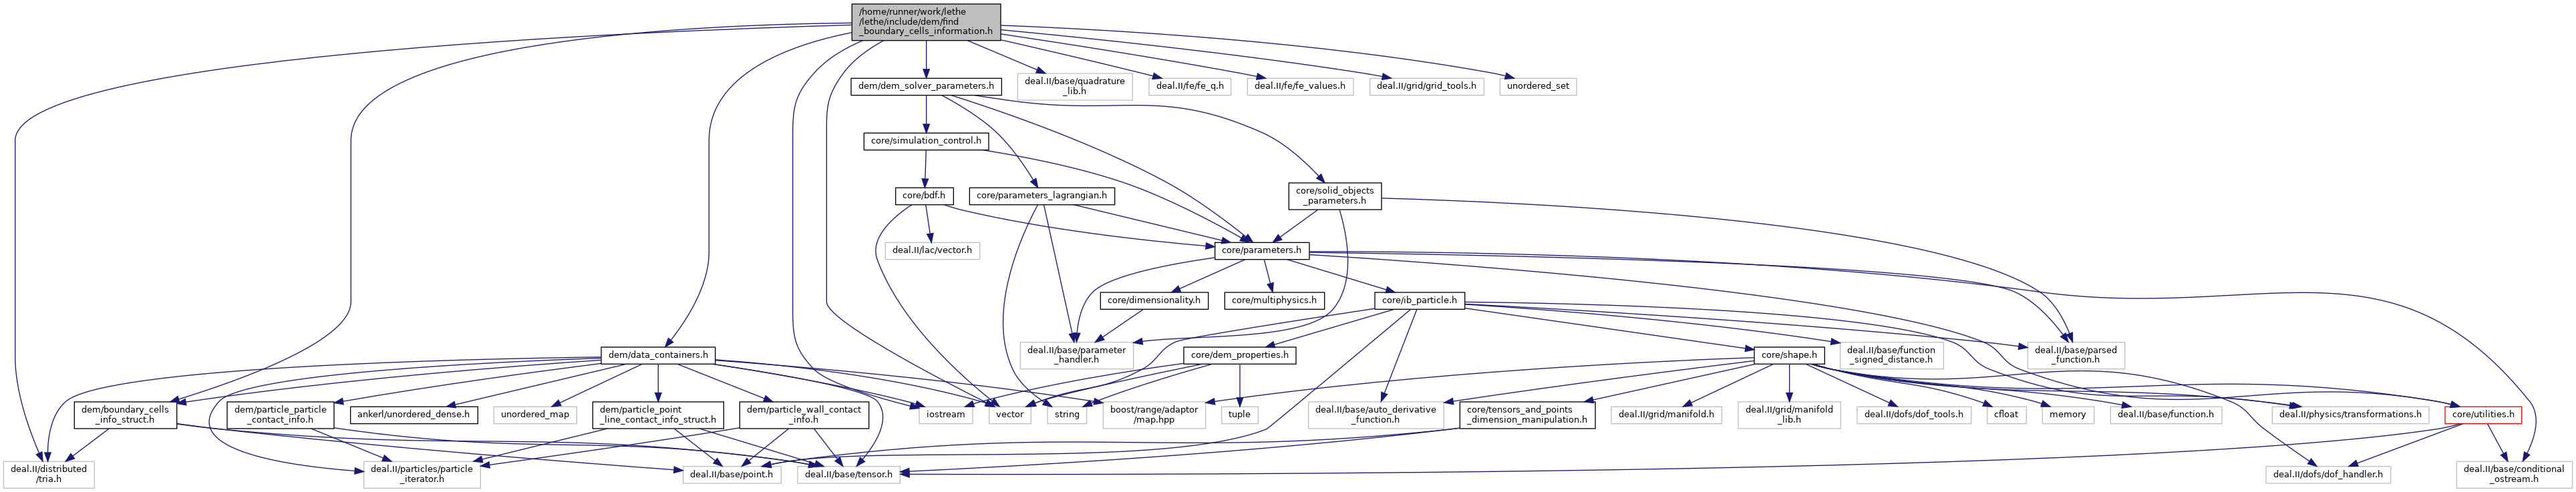 /home/runner/work/lethe
/lethe/include/dem/find
_boundary_cells_information.h
dem/dem_solver_parameters.h
deal.II/base/quadrature
_lib.h
deal.II/fe/fe_q.h
deal.II/fe/fe_values.h
deal.II/grid/grid_tools.h
unordered_set
core/simulation_control.h
core/bdf.h
core/parameters_lagrangian.h
core/solid_objects
_parameters.h
deal.II/lac/vector.h
core/parameters.h
core/dimensionality.h
core/multiphysics.h
core/ib_particle.h
dem/data_containers.h
deal.II/base/parameter
_handler.h
core/dem_properties.h
core/shape.h
deal.II/base/function
_signed_distance.h
deal.II/base/parsed
_function.h
dem/boundary_cells
_info_struct.h
dem/particle_particle
_contact_info.h
ankerl/unordered_dense.h
unordered_map
dem/particle_point
_line_contact_info_struct.h
dem/particle_wall_contact
_info.h
iostream
vector
string
boost/range/adaptor
/map.hpp
tuple
deal.II/base/auto_derivative
_function.h
core/tensors_and_points
_dimension_manipulation.h
deal.II/grid/manifold.h
deal.II/grid/manifold
_lib.h
deal.II/dofs/dof_tools.h
cfloat
memory
deal.II/base/function.h
deal.II/physics/transformations.h
core/utilities.h
deal.II/distributed
/tria.h
deal.II/particles/particle
_iterator.h
deal.II/base/point.h
deal.II/base/tensor.h
deal.II/dofs/dof_handler.h
deal.II/base/conditional
_ostream.h